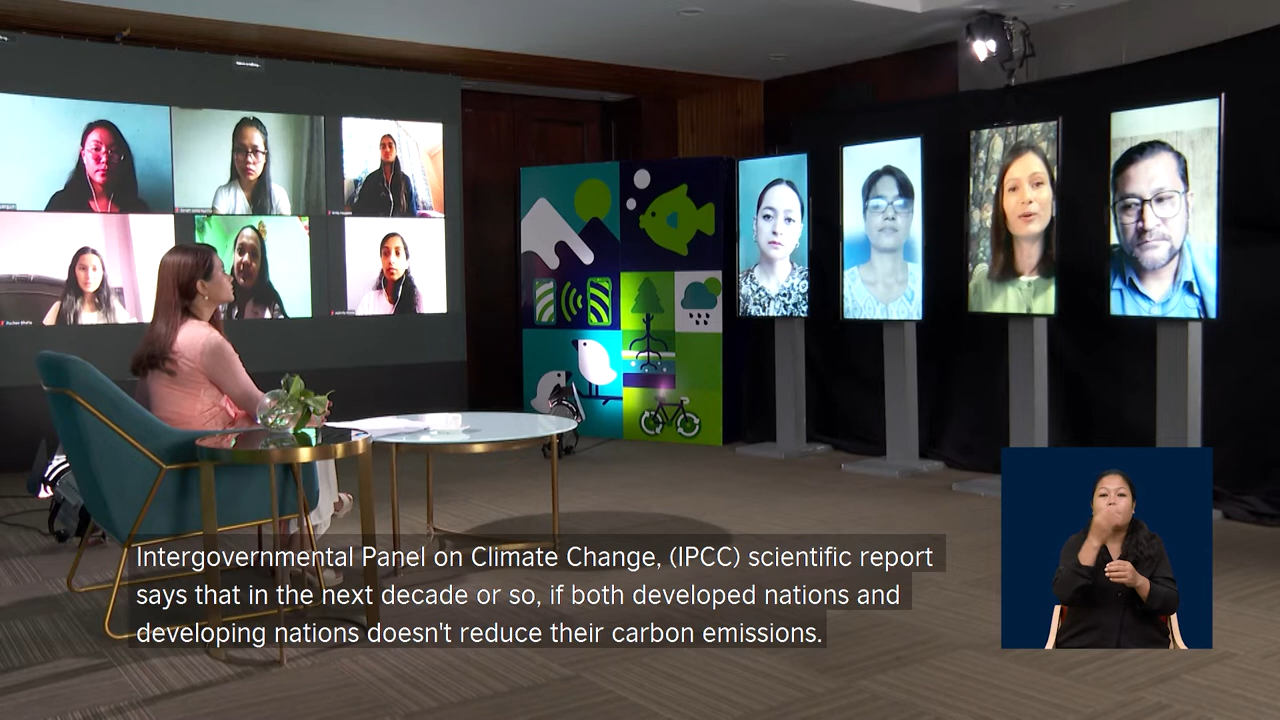 Intergovernmental Panel on Climate Change, (IPCC) scientific report
says that in the next decade or so, if both developed nations and
developing nations doesn't reduce their carbon emissions.